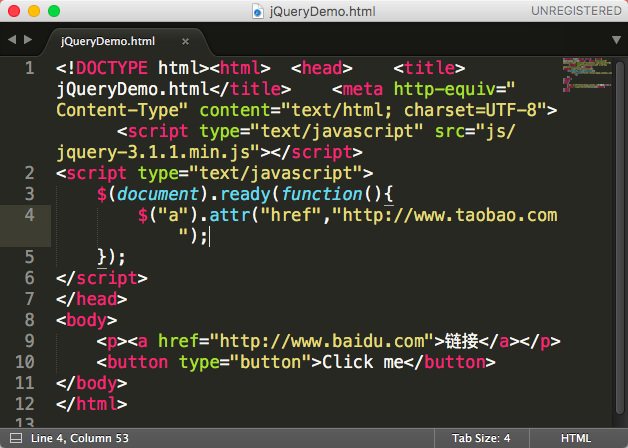 jQueryDemo.html
UNREGISTERED
jQueryDemo.html ×
1 <!DOCTYPE html><html>  <head>    <title>
jQueryDemo.html</title>    <meta http-equiv="
Content-Type" content="text/html; charset=UTF-8">
      <script type="text/javascript" src="js/
jquery-3.1.1.min.js"></script>
2 <script type="text/javascript">
3     $(document).ready(function(){
4         $("a").attr("href","http://www.taobao.com
");
5     });
6 </script>
7 </head>
8 <body>
9     <p><a href="http://www.baidu.com">链接</a></p>
10     <button type="button">Click me</button>
11 </body>
12 </html>
13
Line 4, Column 53
Tab Size: 4
HTML